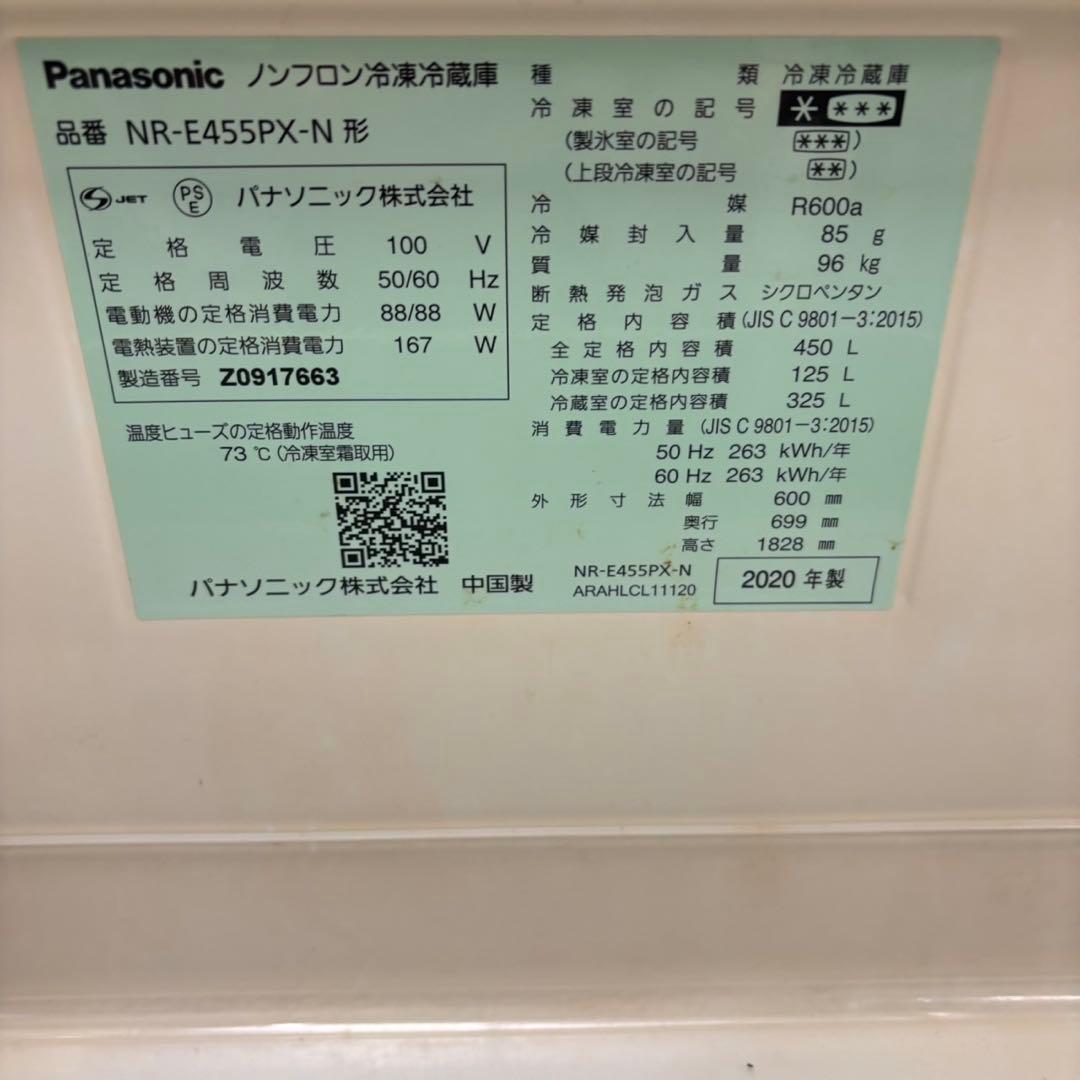 Panasonic ノンフロン冷凍冷蔵庫
品番 NR-E455PX-N 形
JET PSE パナソニック株式会社
定格電圧 100 V
定格周波数 50/60 Hz
電動機の定格消費電力 88/88 W
電熱装置の定格消費電力 167 W
製造番号 Z0917663
温度ヒューズの定格動作温度
73 ℃(冷凍室霜取用)
パナソニック株式会社 中国製
種類 冷凍冷蔵庫
冷凍室の記号 * ***
(製氷室の記号 ***)
(上段冷凍室の記号 **)
冷媒 R600a
冷媒封入量 85 g
質量 96 kg
断熱発泡ガス シクロペンタン
定格内容積(JIS C 9801-3:2015)
全定格内容積 450 L
冷凍室の定格内容積 125 L
冷蔵室の定格内容積 325 L
消費電力量(JIS C 9801-3:2015)
50 Hz 263 kWh/年
60 Hz 263 kWh/年
外形寸法幅 600 mm
奥行 699 mm
高さ 1828 mm
NR-E455PX-N
ARAHLCL11120
2020 年製